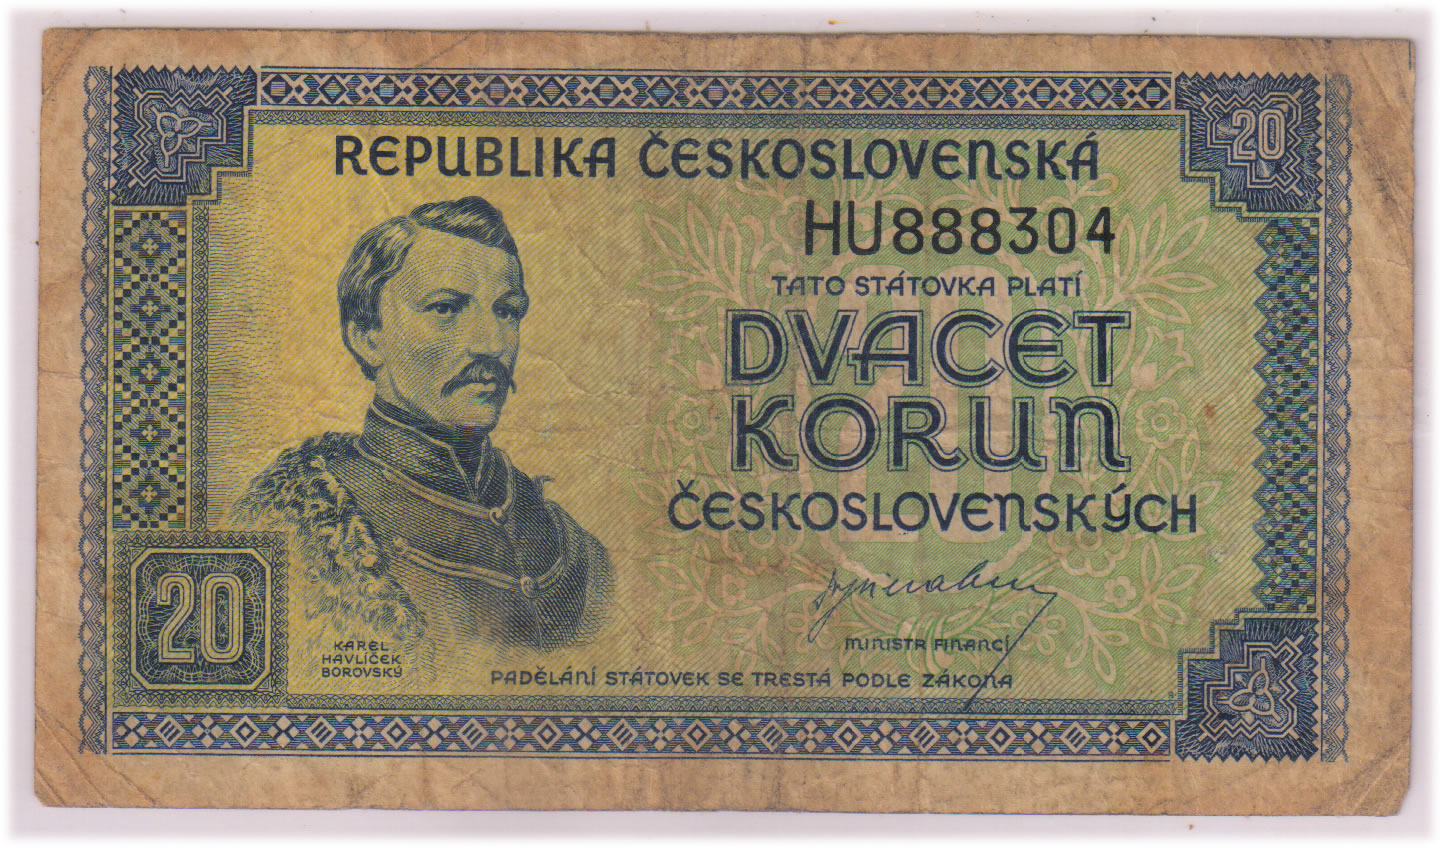 REPUBLIKA ČESKOSLOVENSKÁ
20
HU888304
TATO STÁTOVKA PLATÍ
DVACET
KORUN
ČESKOSLOVENSKÝCH
MINISTR FINANCÍ
20
KAREL
HAVLÍČEK
BOROVSKÝ
PADĚLÁNÍ STÁTOVEK SE TRESTÁ PODLE ZÁKONA